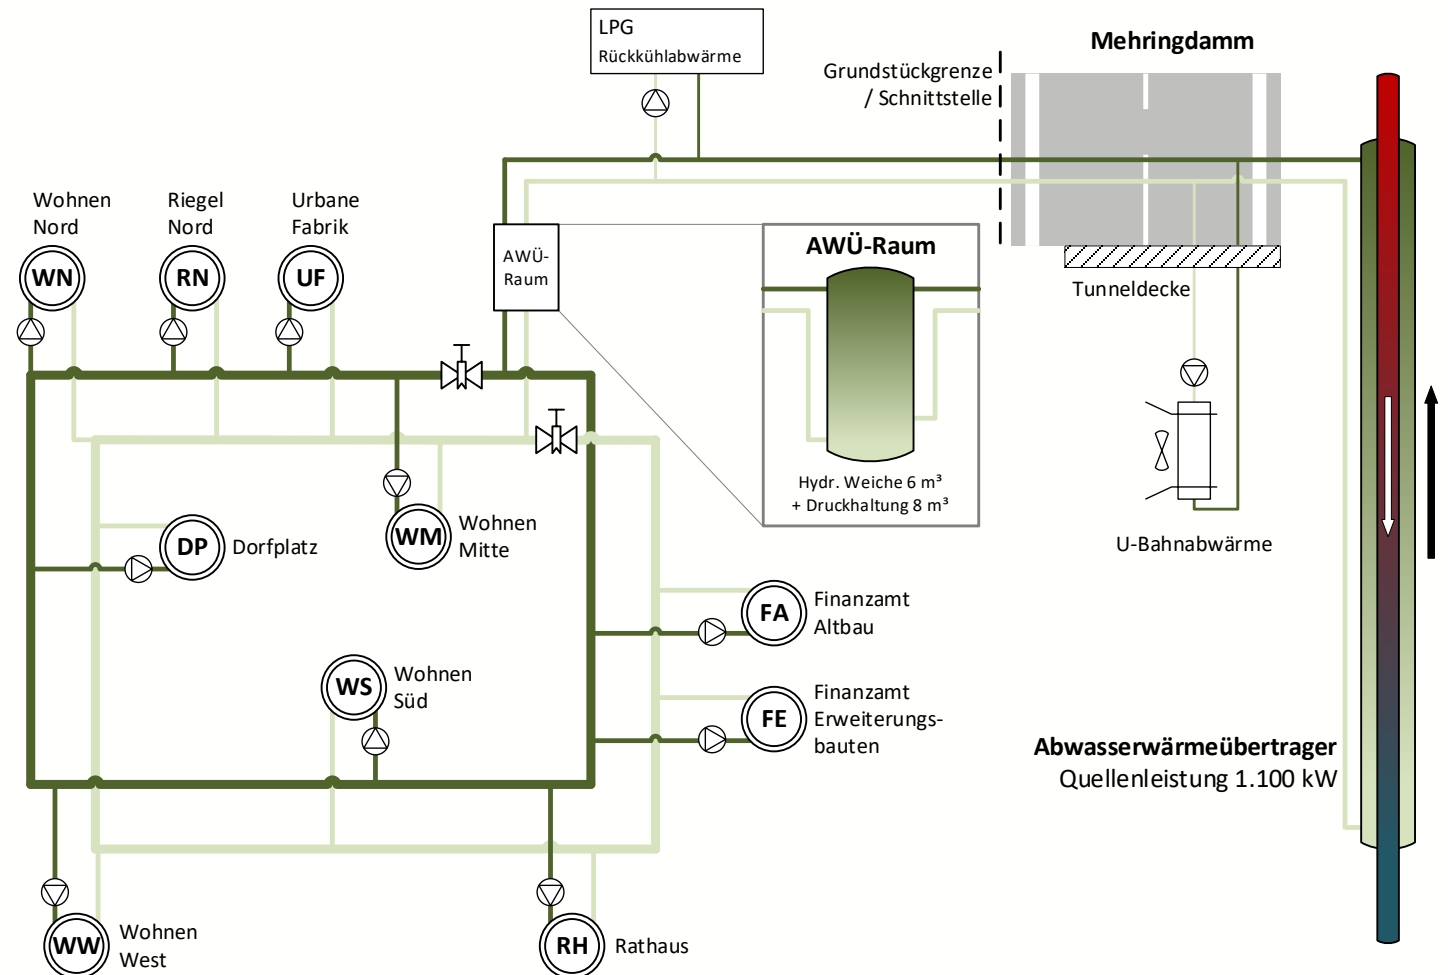 LPG
Rückkühlabwärme
Mehringdamm
Grundstückgrenze
/ Schnittstelle
Wohnen
Nord
Riegel
Nord
Urbane
Fabrik
WN
RN
UF
AWÜ-
Raum
AWÜ-Raum
Hydr. Weiche 6 m³
+ Druckhaltung 8 m³
Tunneldecke
U-Bahnabwärme
WM
Wohnen
Mitte
DP
Dorfplatz
FA
Finanzamt
Altbau
WS
Wohnen
Süd
FE
Finanzamt
Erweiterungs-
bauten
Abwasserwärmeübertrager
Quellenleistung 1.100 kW
WW
Wohnen
West
RH
Rathaus